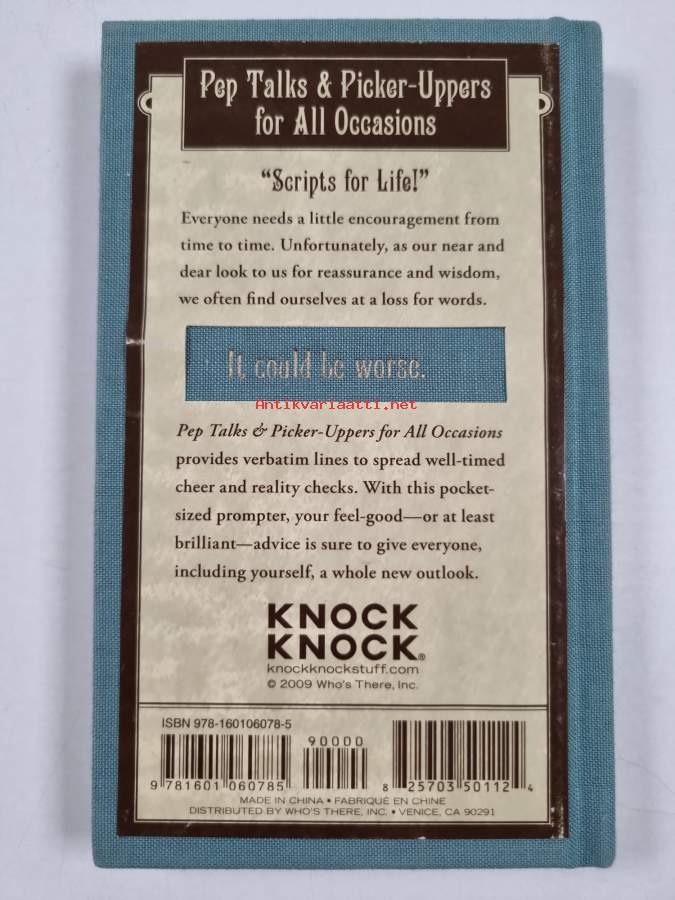 Pep Talks & Picker-Uppers
for All Occasions
“Scripts for Life!”
Everyone needs a little encouragement from
time to time. Unfortunately, as our near and
dear look to us for reassurance and wisdom,
we often find ourselves at a loss for words.
It could be worse.
Antikvariaatti.net
Pep Talks & Picker-Uppers for All Occasions
provides verbatim lines to spread well-timed
cheer and reality checks. With this pocket-
sized prompter, your feel-good—or at least
brilliant—advice is sure to give everyone,
including yourself, a whole new outlook.
KNOCK
KNOCK®
knockknockstuff.com
© 2009 Who's There, Inc.
ISBN 978-160106078-5
90000
9 781601 060785
8 25703 50112 4
MADE IN CHINA • FABRIQUÉ EN CHINE
DISTRIBUTED BY WHO'S THERE, INC. • VENICE, CA 90291